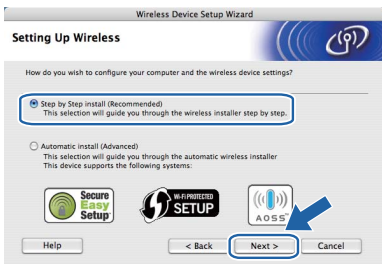 Wireless Device Setup Wizard
Setting Up Wireless
How do you wish to configure your computer and the wireless device settings?
Step by Step install (Recommended)
This selection will guide you through the wireless installer step by step.
Automatic install (Advanced)
This selection will guide you through the automatic wireless installer
This device supports the following systems:
Secure
Easy
Setup
Wi-Fi PROTECTED
SETUP
AOSS™
Help
< Back
Next >
Cancel